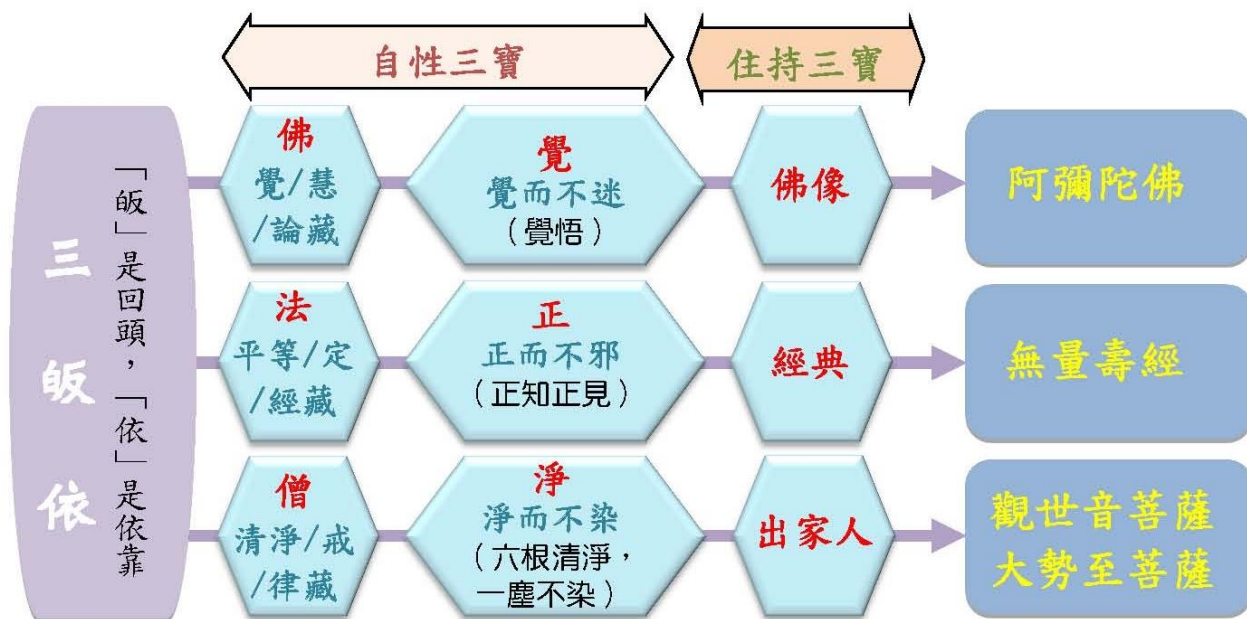 自性三寶
住持三寶
三皈依
「皈」是回頭，「依」是依靠
佛
覺/慧
/論藏
覺
覺而不迷
（覺悟）
佛像
阿彌陀佛
法
平等/定
/經藏
正
正而不邪
（正知正見）
經典
無量壽經
僧
清淨/戒
/律藏
淨
淨而不染
（六根清淨，
一塵不染）
出家人
觀世音菩薩
大勢至菩薩